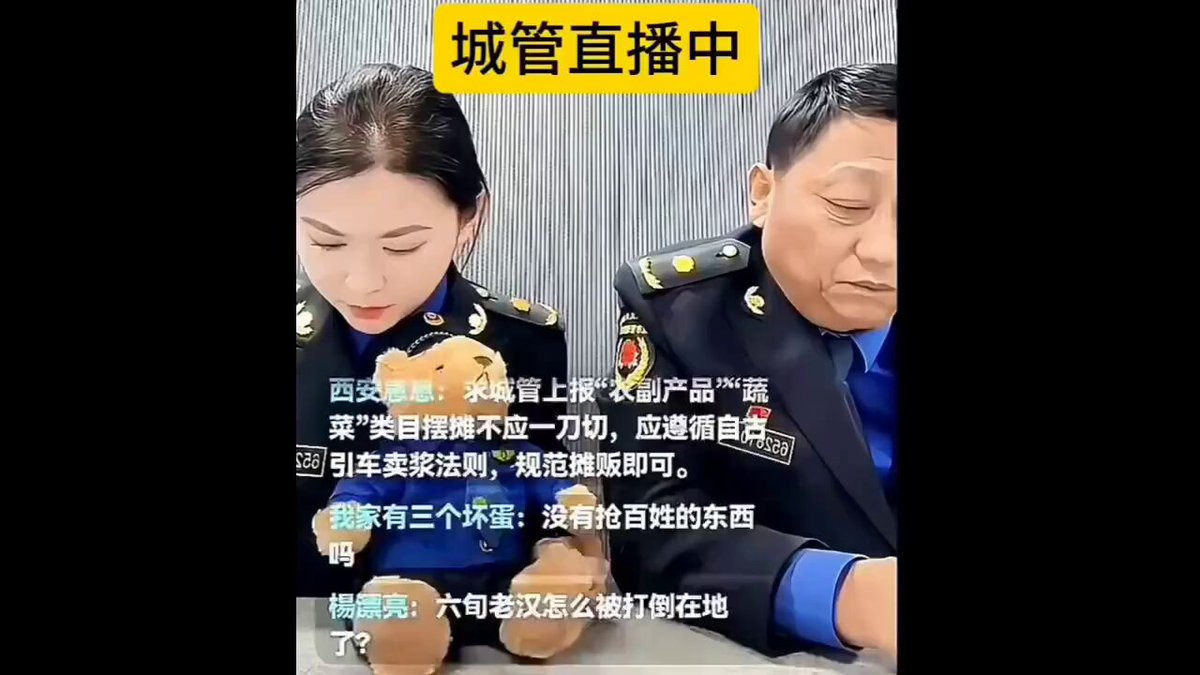 城管直播中
西安思思：求城管上报“农副产品”“蔬
菜”类目摆摊不应一刀切，应遵循自古
引车卖浆法则，规范摊贩即可。
我家有三个坏蛋：没有抢百姓的东西
吗
楊漂亮：六旬老汉怎么被打倒在地
了？